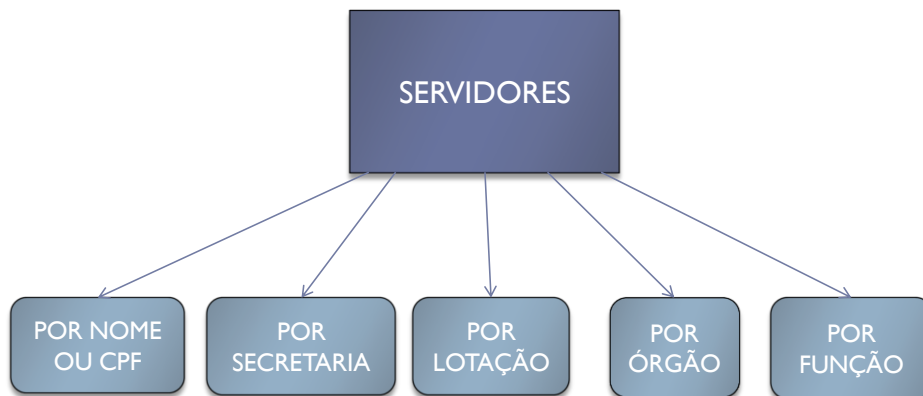 SERVIDORES
POR NOME
OU CPF
POR
SECRETARIA
POR
LOTAÇÃO
POR
ÓRGÃO
POR
FUNÇÃO